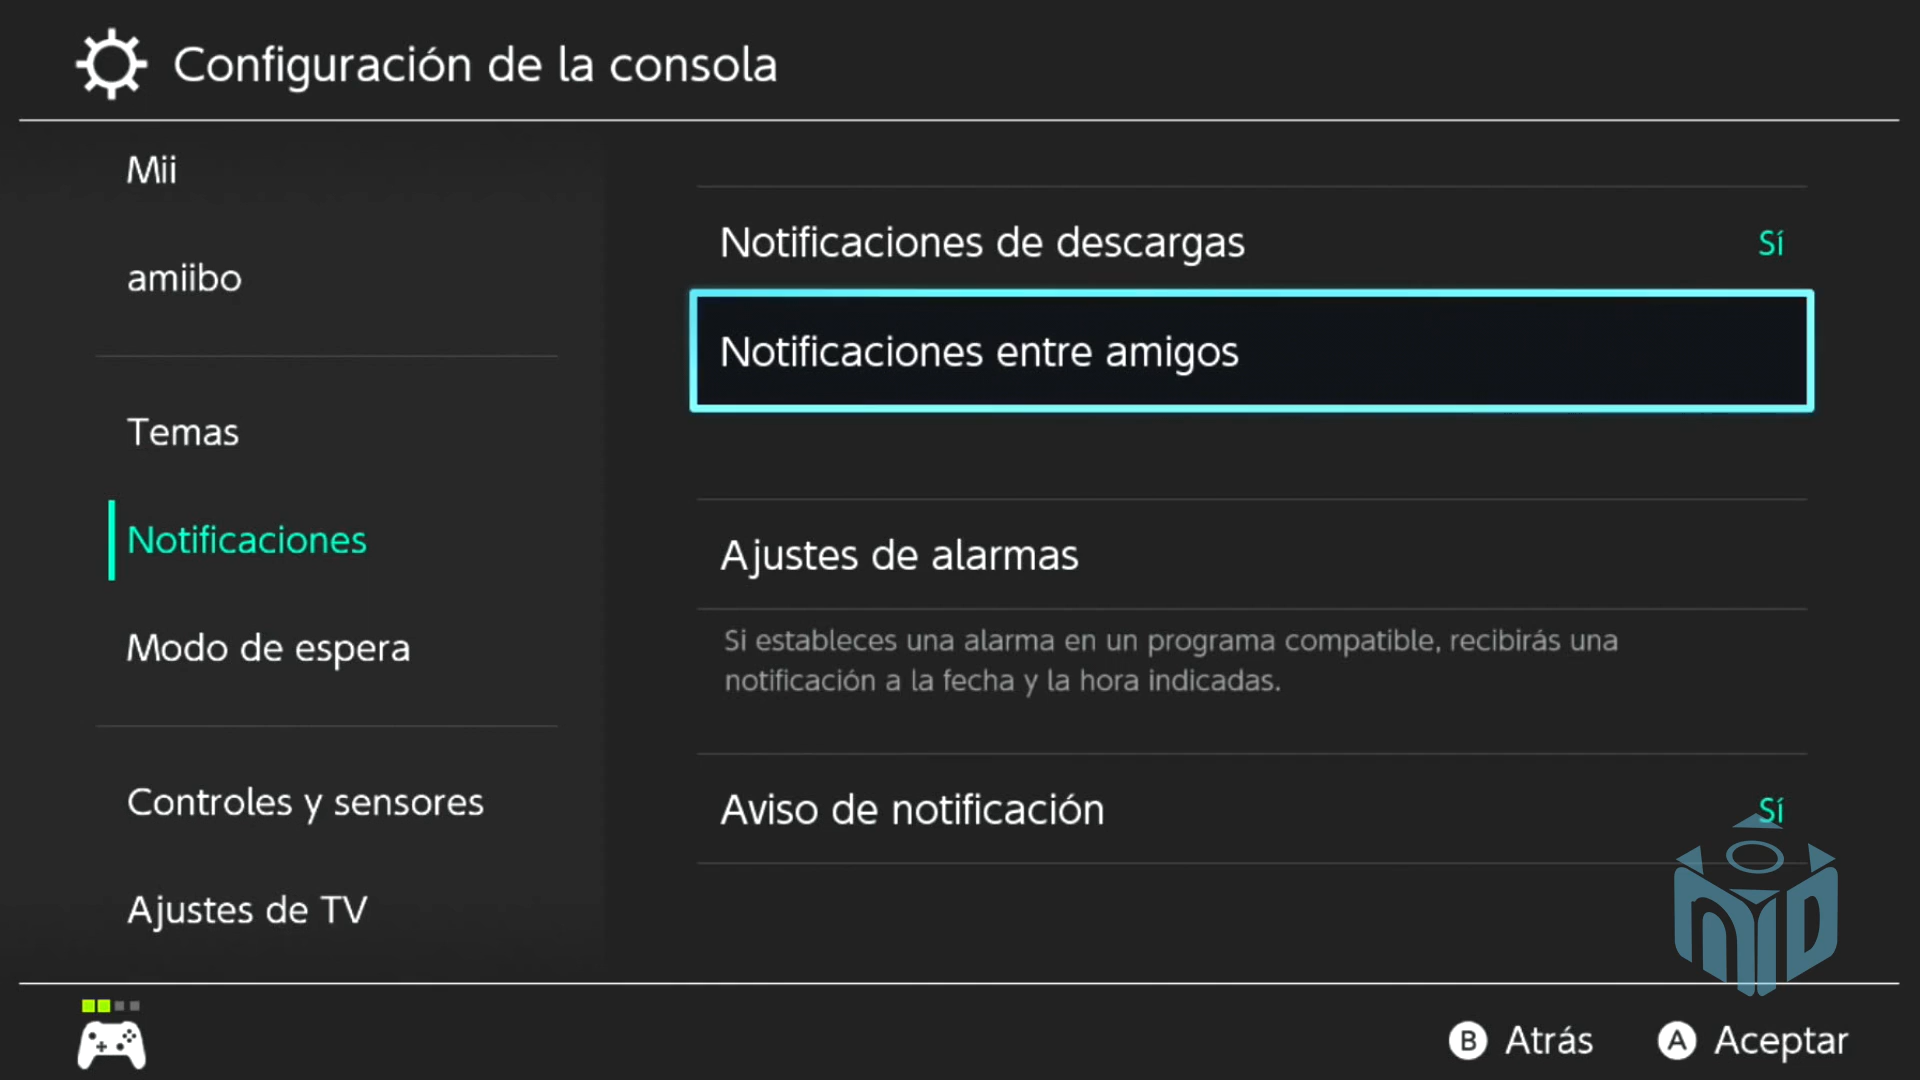 Configuración de la consola
Mii
amiibo
Temas
Notificaciones
Modo de espera
Controles y sensores
Ajustes de TV
Notificaciones de descargas Sí
Notificaciones entre amigos
Ajustes de alarmas
Si estableces una alarma en un programa compatible, recibirás una
notificación a la fecha y la hora indicadas.
Aviso de notificación Sí
B Atrás A Aceptar